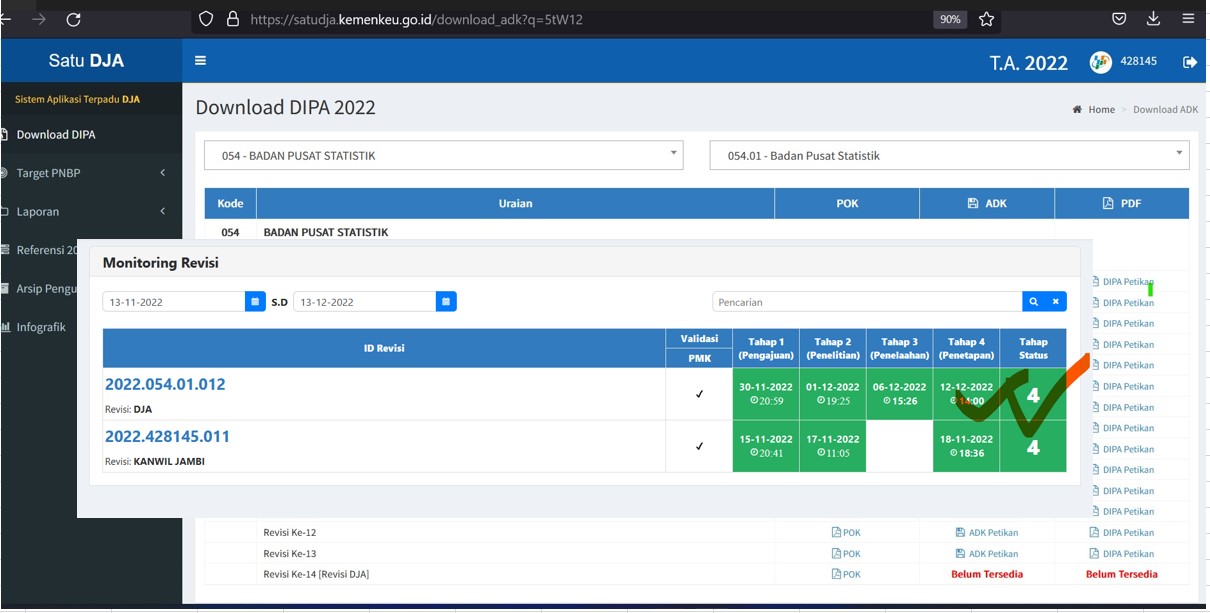 https://satudja.kemenkeu.go.id/download_adk?q=5tW12
90%
Satu DJA
T.A. 2022
428145
Sistem Aplikasi Terpadu DJA
Download DIPA
Target PNBP
Laporan
Referensi 20
Arsip Pengu
Infografik
Download DIPA 2022
Home > Download ADK
054 - BADAN PUSAT STATISTIK
054.01 - Badan Pusat Statistik
Kode Uraian POK ADK PDF
054 BADAN PUSAT STATISTIK
Monitoring Revisi
13-11-2022 S.D 13-12-2022 Pencarian
ID Revisi
Validasi
PMK
Tahap 1
(Pengajuan)
Tahap 2
(Penelitian)
Tahap 3
(Penelaahan)
Tahap 4
(Penetapan)
Tahap
Status
2022.054.01.012
Revisi: DJA
✓
30-11-2022
20:59
01-12-2022
19:25
06-12-2022
15:26
12-12-2022
14:00
4
2022.428145.011
Revisi: KANWIL JAMBI
✓
15-11-2022
20:41
17-11-2022
11:05
18-11-2022
18:36
4
DIPA Petikan
DIPA Petikan
DIPA Petikan
DIPA Petikan
DIPA Petikan
DIPA Petikan
DIPA Petikan
DIPA Petikan
DIPA Petikan
DIPA Petikan
DIPA Petikan
DIPA Petikan
Revisi Ke-12 POK ADK Petikan DIPA Petikan
Revisi Ke-13 POK ADK Petikan DIPA Petikan
Revisi Ke-14 [Revisi DJA] POK Belum Tersedia Belum Tersedia